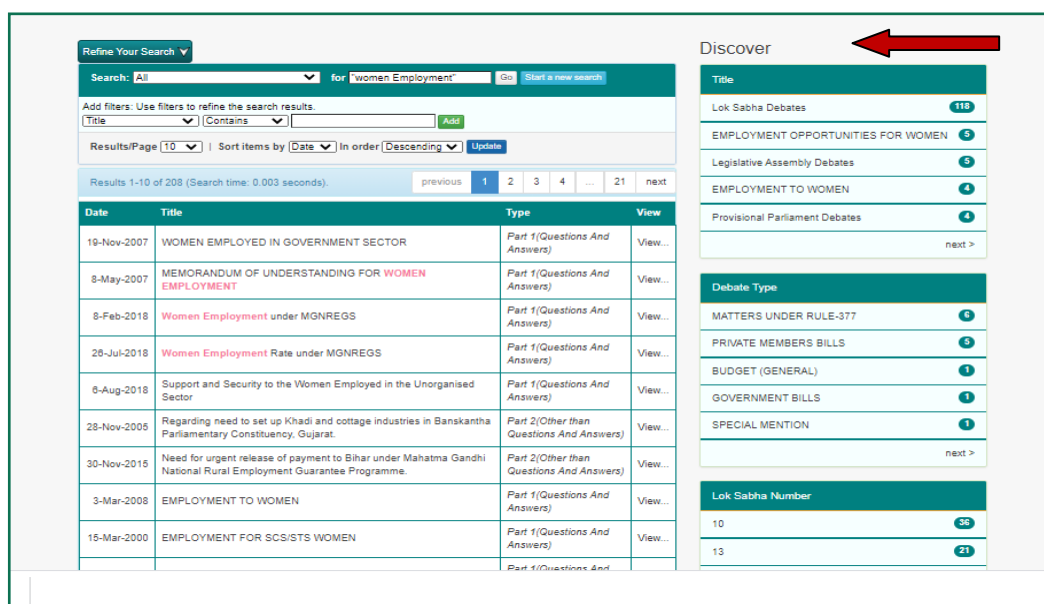 Refine Your Search
Search: All for "women Employment" Go Start a new search
Add filters: Use filters to refine the search results.
Title Contains Add
Results/Page 10 | Sort items by Date In order Descending Update
Results 1-10 of 208 (Search time: 0.003 seconds). previous 1 2 3 4 ... 21 next
Date Title Type View
19-Nov-2007 WOMEN EMPLOYED IN GOVERNMENT SECTOR Part 1(Questions And Answers) View...
8-May-2007 MEMORANDUM OF UNDERSTANDING FOR WOMEN EMPLOYMENT Part 1(Questions And Answers) View...
8-Feb-2018 Women Employment under MGNREGS Part 1(Questions And Answers) View...
26-Jul-2018 Women Employment Rate under MGNREGS Part 1(Questions And Answers) View...
6-Aug-2018 Support and Security to the Women Employed in the Unorganised Sector Part 1(Questions And Answers) View...
28-Nov-2005 Regarding need to set up Khadi and cottage industries in Banskantha Parliamentary Constituency, Gujarat. Part 2(Other than Questions And Answers) View...
30-Nov-2015 Need for urgent release of payment to Bihar under Mahatma Gandhi National Rural Employment Guarantee Programme. Part 2(Other than Questions And Answers) View...
3-Mar-2008 EMPLOYMENT TO WOMEN Part 1(Questions And Answers) View...
15-Mar-2000 EMPLOYMENT FOR SCS/STS WOMEN Part 1(Questions And Answers) View...
Part 1(Questions And
Discover
Title
Lok Sabha Debates 118
EMPLOYMENT OPPORTUNITIES FOR WOMEN 5
Legislative Assembly Debates 5
EMPLOYMENT TO WOMEN 4
Provisional Parliament Debates 4
next >
Debate Type
MATTERS UNDER RULE-377 6
PRIVATE MEMBERS BILLS 5
BUDGET (GENERAL) 1
GOVERNMENT BILLS 1
SPECIAL MENTION 1
next >
Lok Sabha Number
10 36
13 21